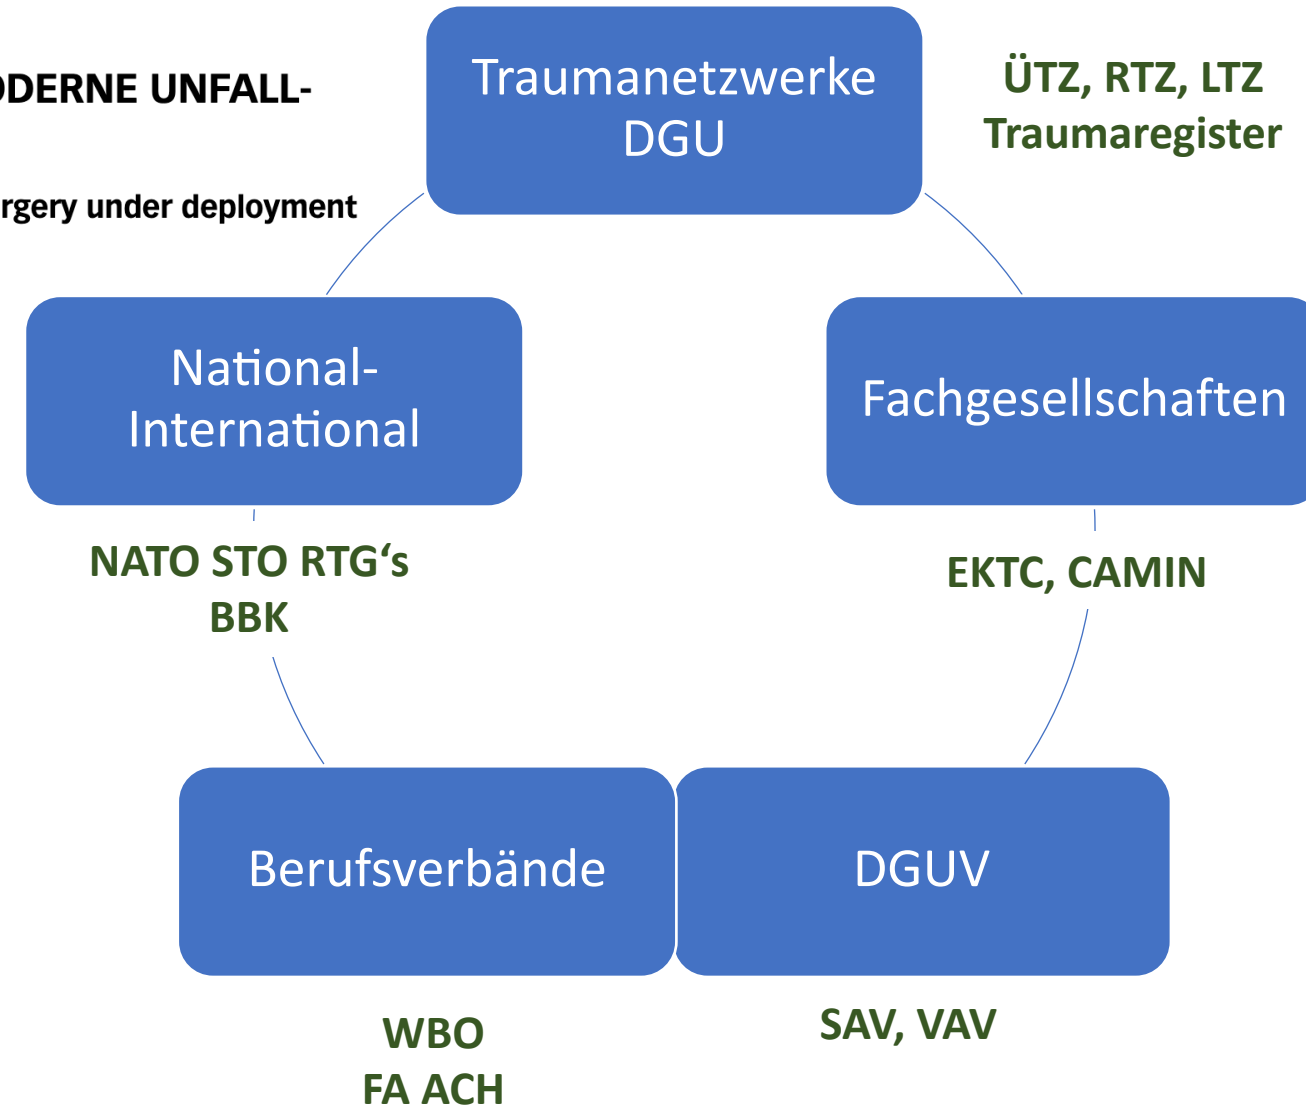 ODERNE UNFALL-
rgery under deployment
Traumanetzwerke
DGU
ÜTZ, RTZ, LTZ
Traumaregister
National-
International
Fachgesellschaften
NATO STO RTG‘s
BBK
EKTC, CAMIN
Berufsverbände
DGUV
WBO
FA ACH
SAV, VAV